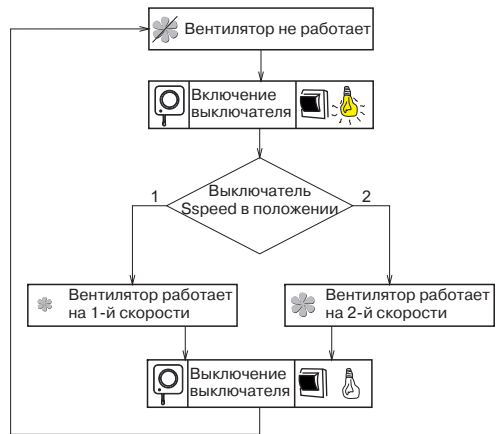 Вентилятор не работает
Включение
выключателя
Выключатель
Sspeed в положении
1
2
Вентилятор работает
на 1-й скорости
Вентилятор работает
на 2-й скорости
Выключение
выключателя